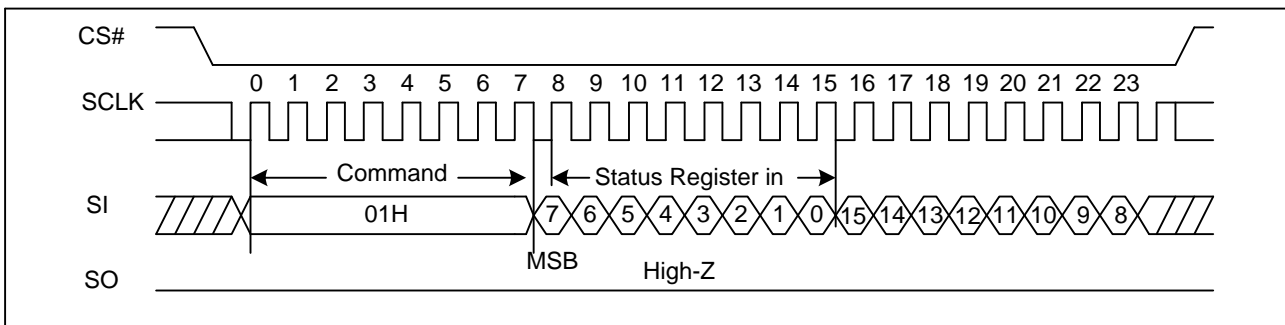 CS#
0 1 2 3 4 5 6 7 8 9 10 11 12 13 14 15 16 17 18 19 20 21 22 23
SCLK
Command Status Register in
SI 01H 7 6 5 4 3 2 1 0 15 14 13 12 11 10 9 8
MSB High-Z
SO